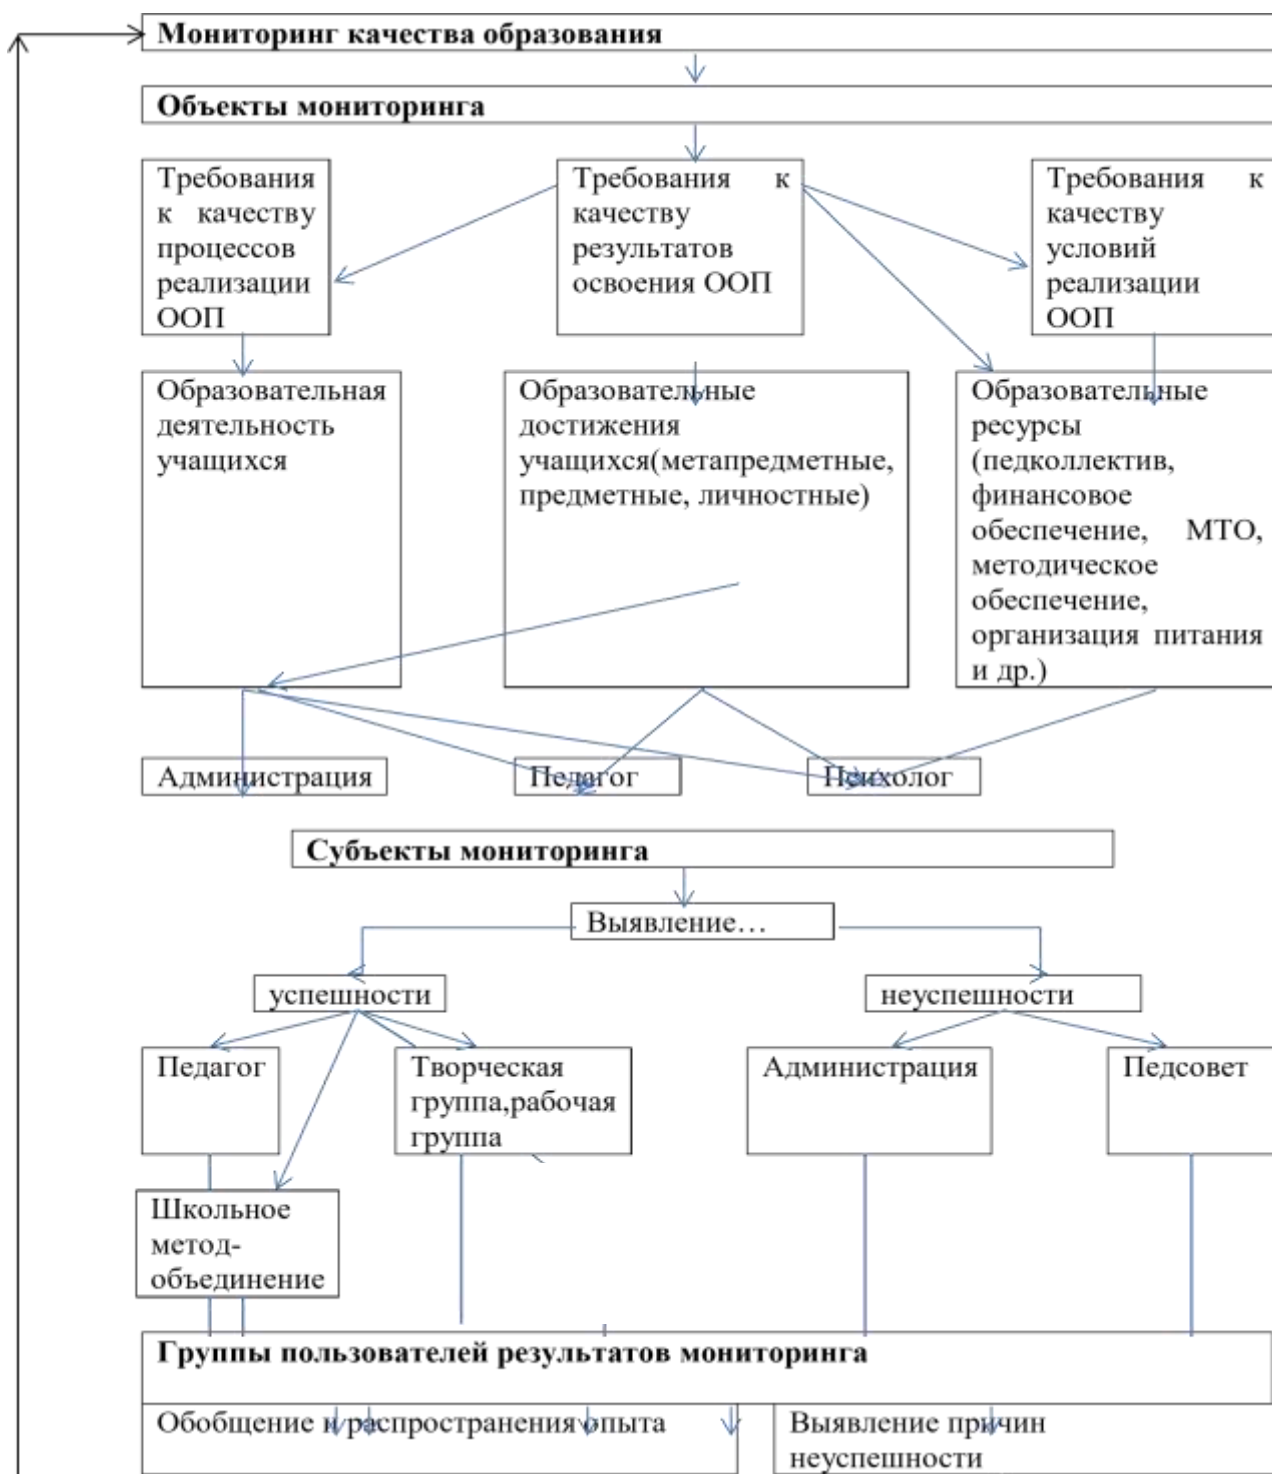 Мониторинг качества образования
Объекты мониторинга
Требования
к качеству
процессов
реализации
ООП
Требования к
качеству
результатов
освоения ООП
Требования к
качеству
условий
реализации
ООП
Образовательная
деятельность
учащихся
Образовательные
достижения
учащихся(метапредметные,
предметные, личностные)
Образовательные
ресурсы
(педколлектив,
финансовое
обеспечение, МТО,
методическое
обеспечение,
организация питания
и др.)
Администрация
Педагог
Психолог
Субъекты мониторинга
Выявление…
успешности
неуспешности
Педагог
Творческая
группа,рабочая
группа
Администрация
Педсовет
Школьное
метод-
объединение
Группы пользователей результатов мониторинга
Обобщение и распространения опыта
Выявление причин
неуспешности